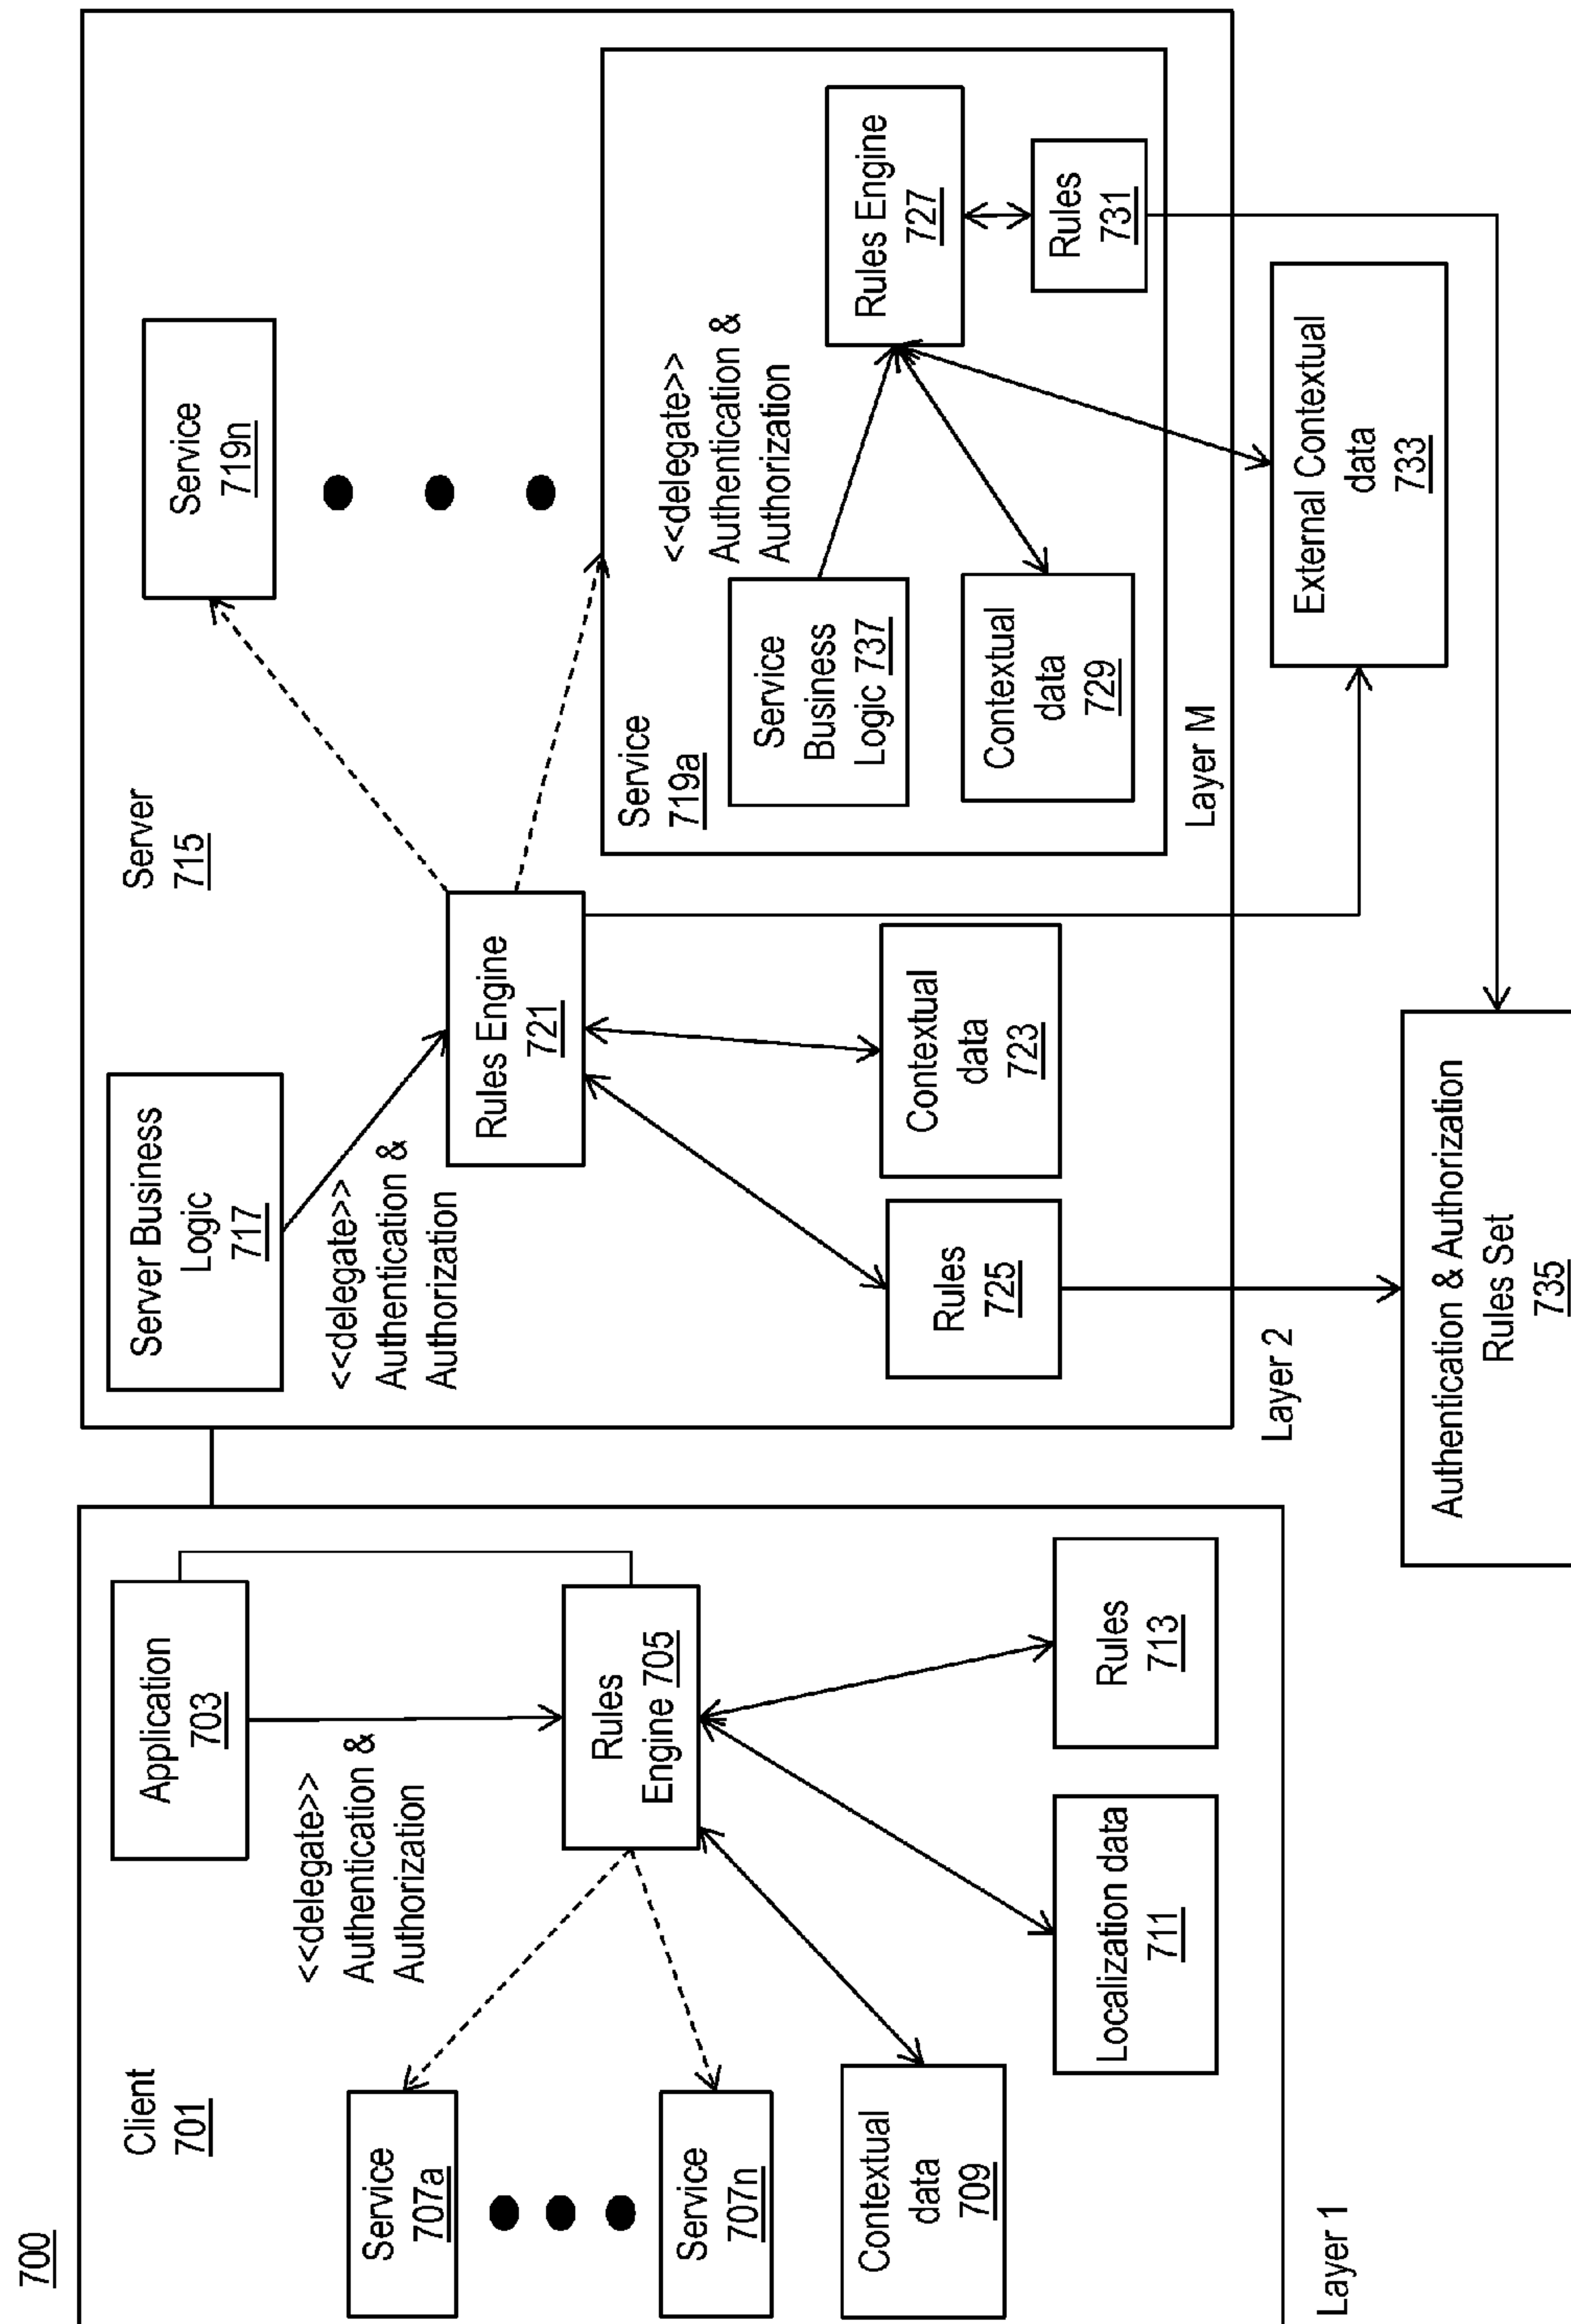 700
Client
701
Application
703
<<delegate>>
Authentication &
Authorization
Service
707a
Rules
Engine 705
Service
707n
Contextual
data
709
Localization data
711
Rules
713
Layer 1
Server
715
Server Business
Logic
717
<<delegate>>
Authentication &
Authorization
Rules Engine
721
Rules
725
Contextual
data
723
Layer 2
Service
719n
Service
719a
<<delegate>>
Authentication &
Authorization
Service
Business
Logic 737
Rules Engine
727
Contextual
data
729
Rules
731
Layer M
External Contextual
data
733
Authentication & Authorization
Rules Set
735